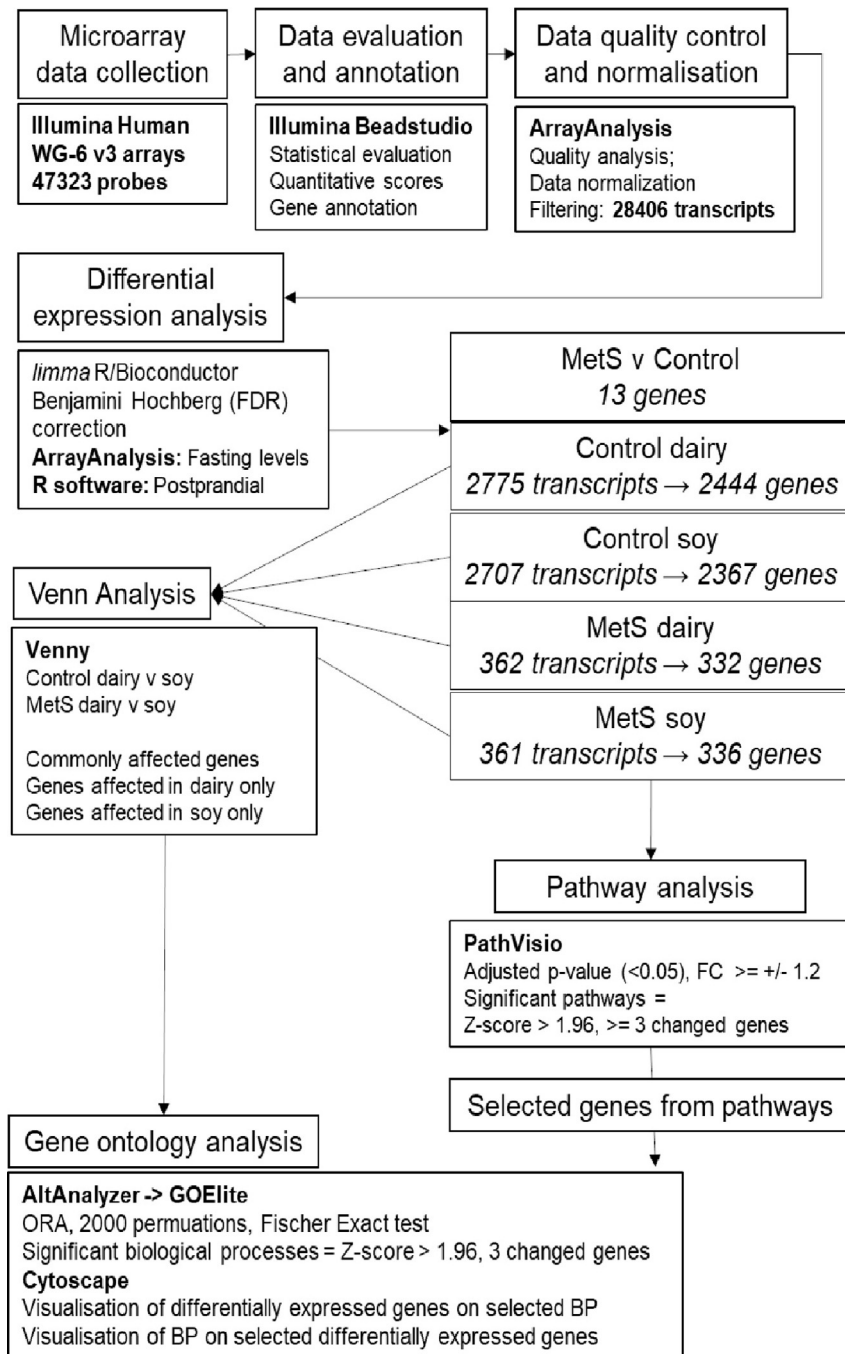 Microarray
data collection
Data evaluation
and annotation
Data quality control
and normalisation
Illumina Human
WG-6 v3 arrays
47323 probes
Illumina Beadstudio
Statistical evaluation
Quantitative scores
Gene annotation
ArrayAnalysis
Quality analysis;
Data normalization
Filtering: 28406 transcripts
Differential
expression analysis
limma R/Bioconductor
Benjamini Hochberg (FDR)
correction
ArrayAnalysis: Fasting levels
R software: Postprandial
MetS v Control
13 genes
Control dairy
2775 transcripts → 2444 genes
Control soy
2707 transcripts → 2367 genes
MetS dairy
362 transcripts → 332 genes
MetS soy
361 transcripts → 336 genes
Venn Analysis
Venny
Control dairy v soy
MetS dairy v soy
Commonly affected genes
Genes affected in dairy only
Genes affected in soy only
Pathway analysis
PathVisio
Adjusted p-value (<0.05), FC >= +/- 1.2
Significant pathways =
Z-score > 1.96, >= 3 changed genes
Selected genes from pathways
Gene ontology analysis
AltAnalyzer -> GOElite
ORA, 2000 permuations, Fischer Exact test
Significant biological processes = Z-score > 1.96, 3 changed genes
Cytoscape
Visualisation of differentially expressed genes on selected BP
Visualisation of BP on selected differentially expressed genes